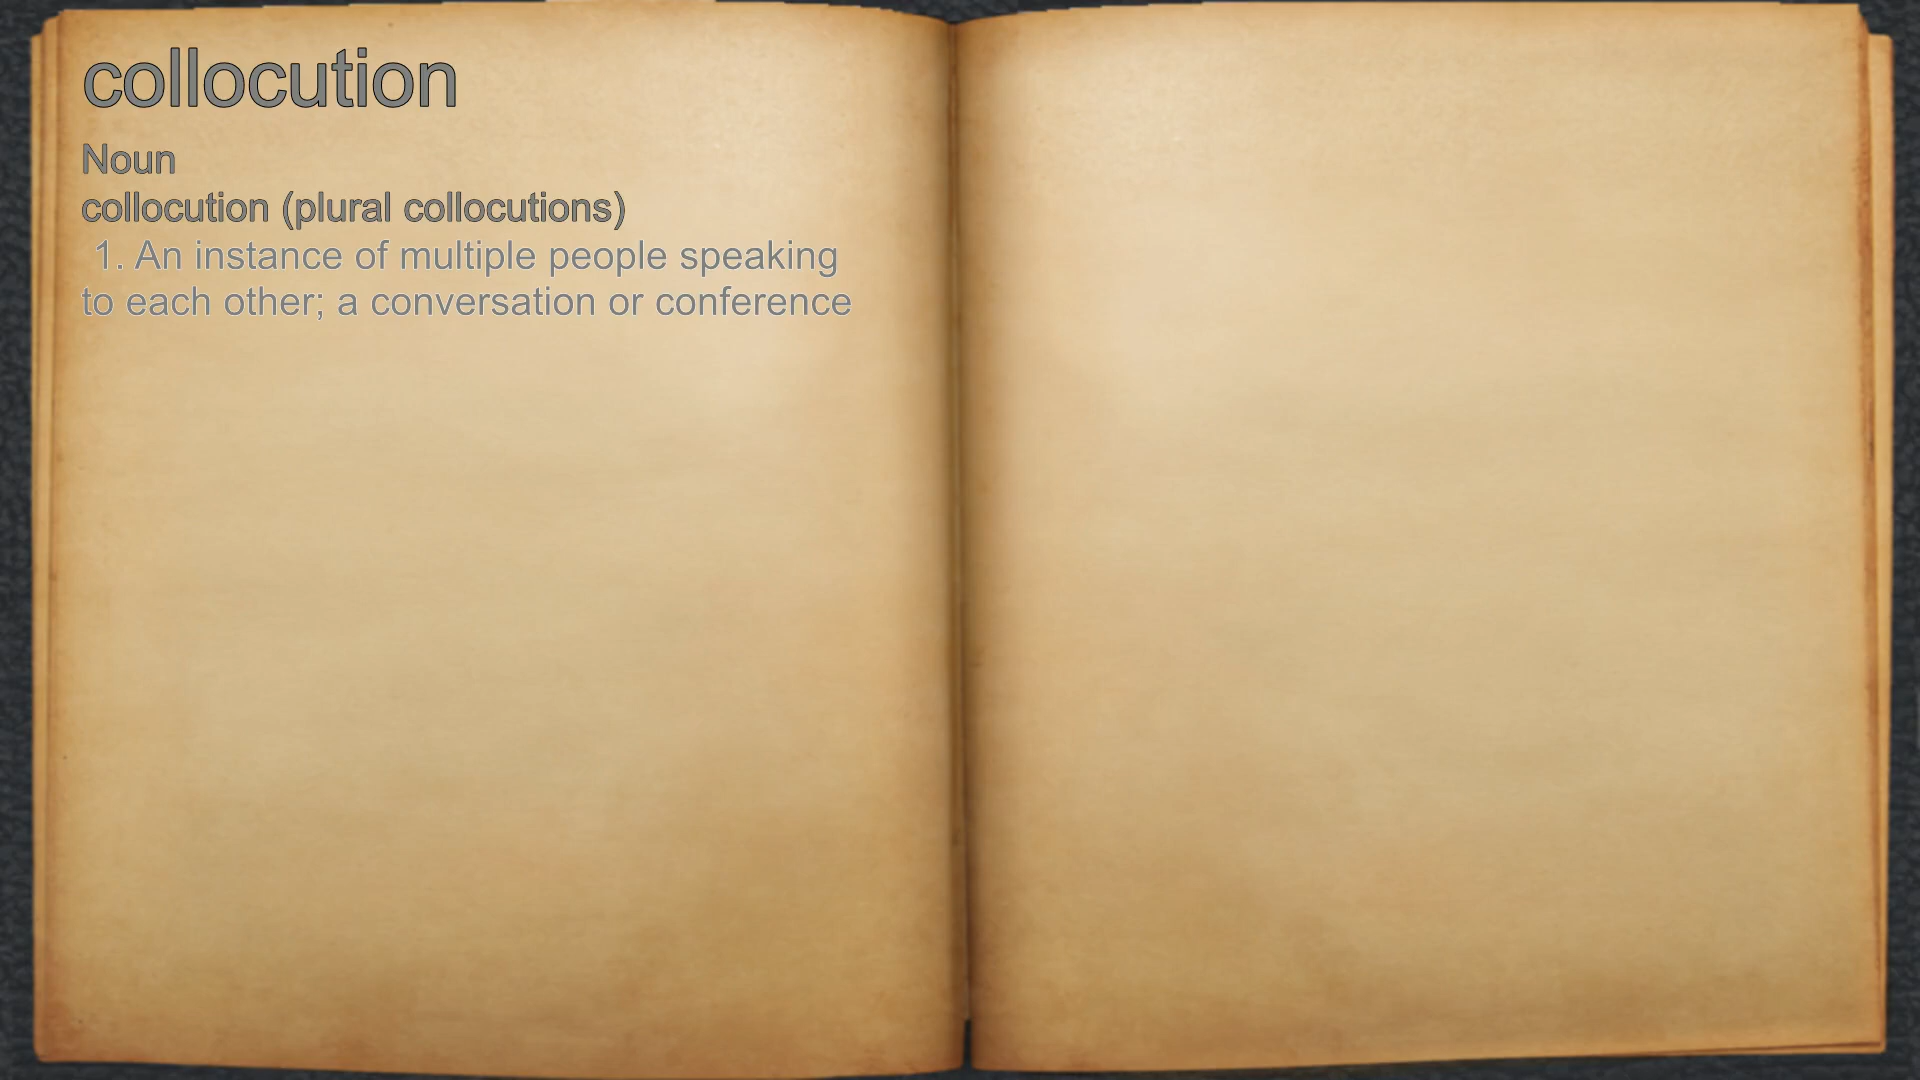 collocution
Noun
collocution (plural collocutions)
1. An instance of multiple people speaking
to each other; a conversation or conference